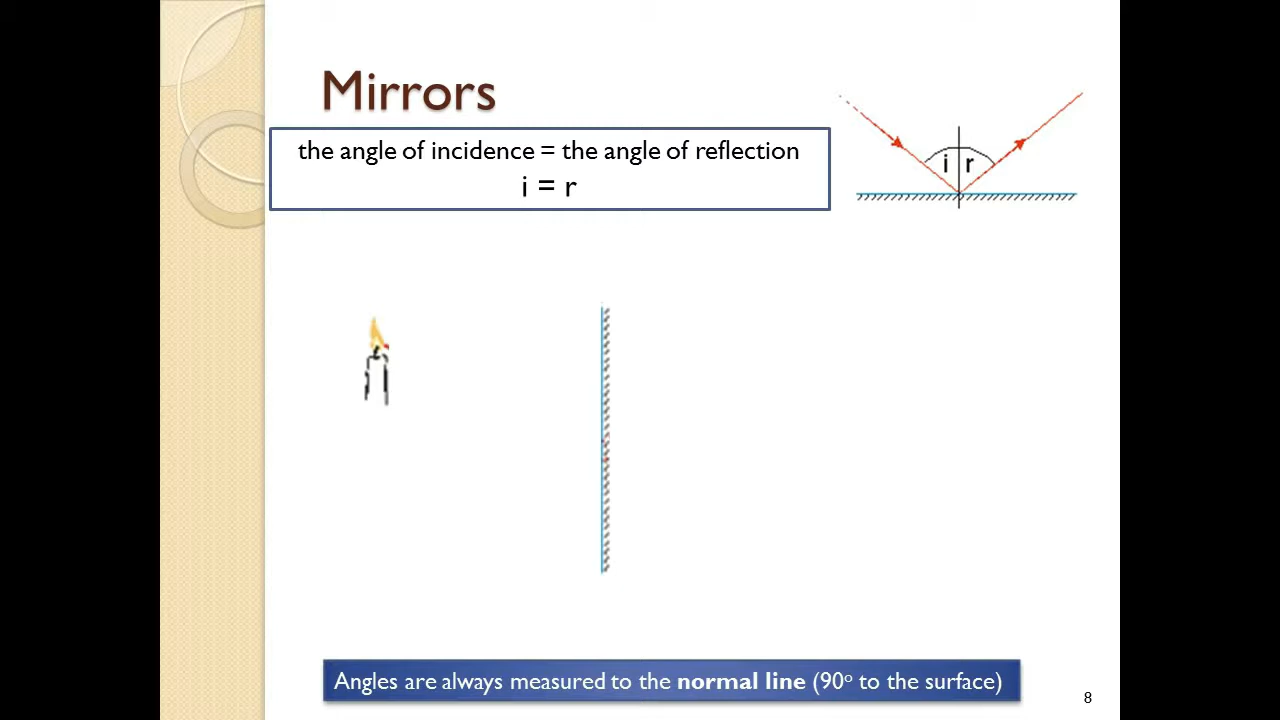 Mirrors
the angle of incidence = the angle of reflection
i = r
i r
Angles are always measured to the normal line (90º to the surface)
8